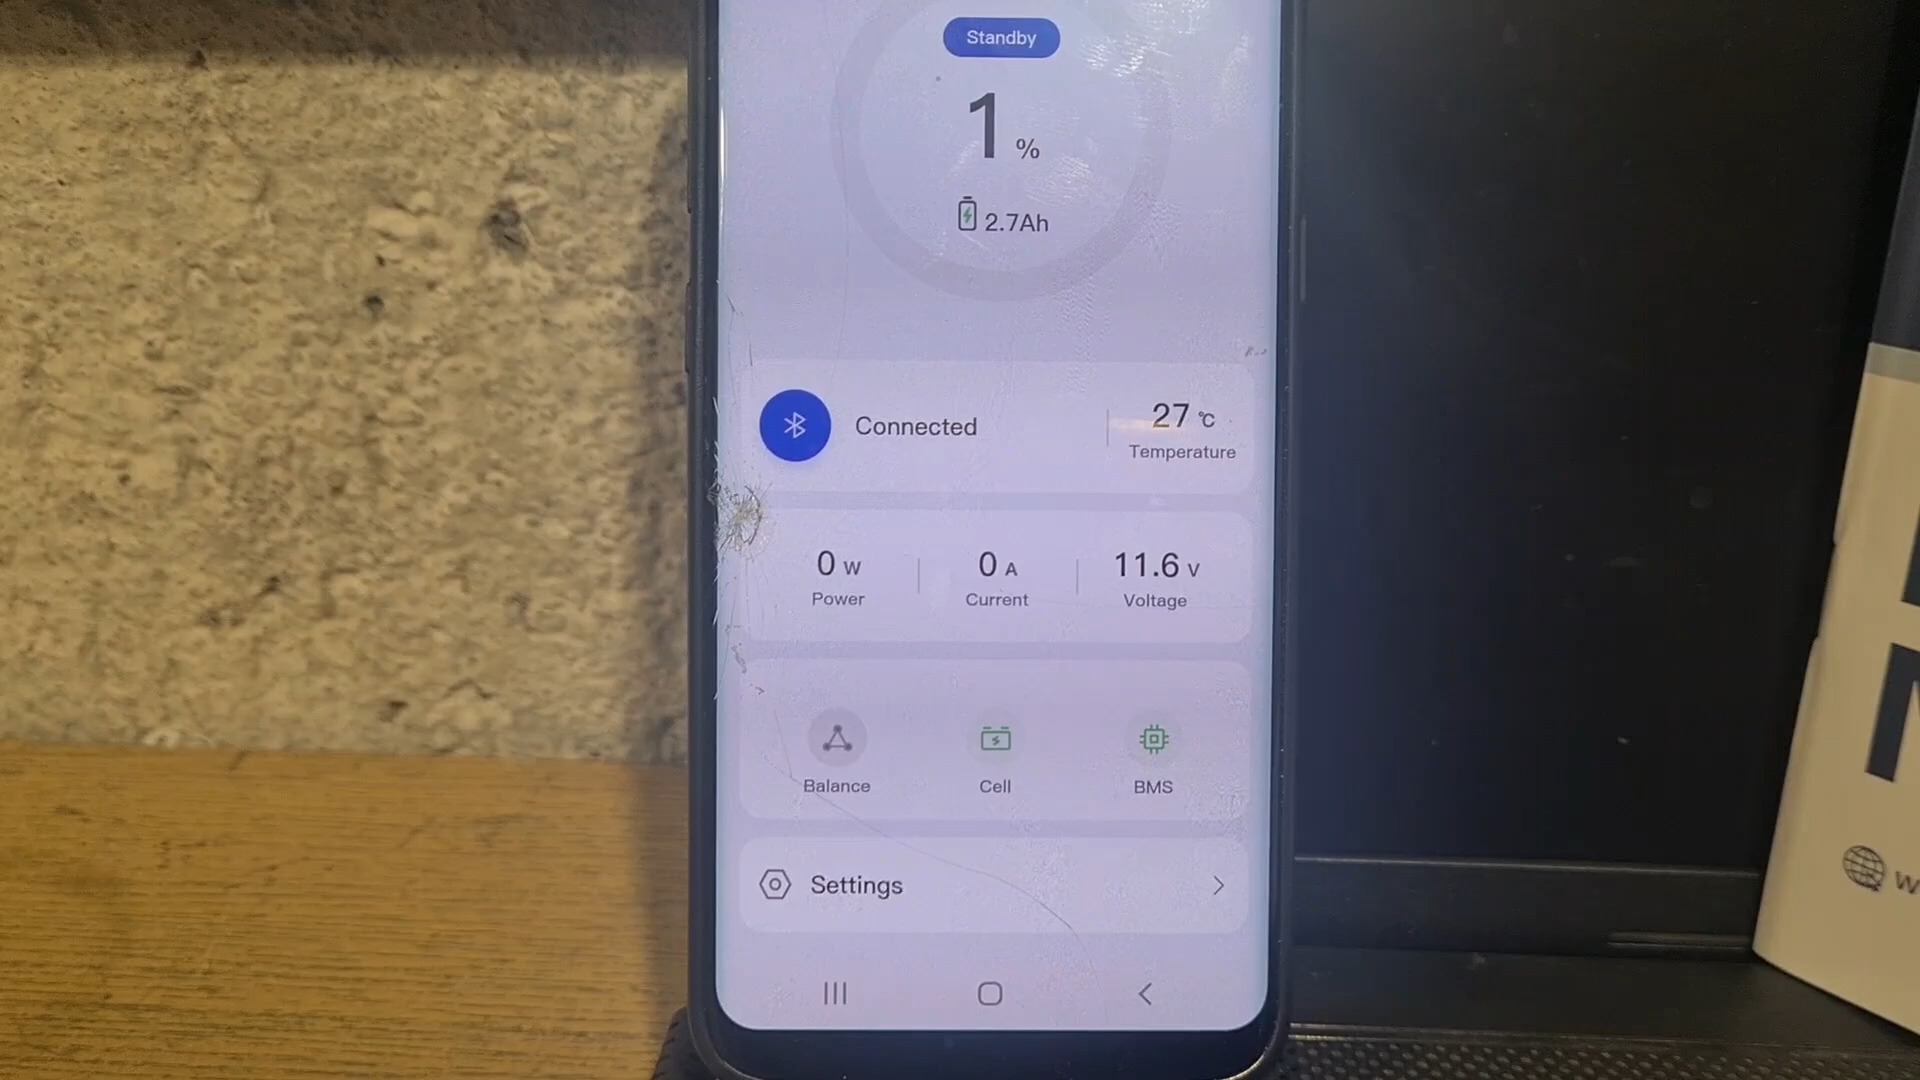 Standby
1 %
2.7Ah
Connected
27 ℃
Temperature
0 W
Power
0 A
Current
11.6 V
Voltage
Balance
Cell
BMS
Settings